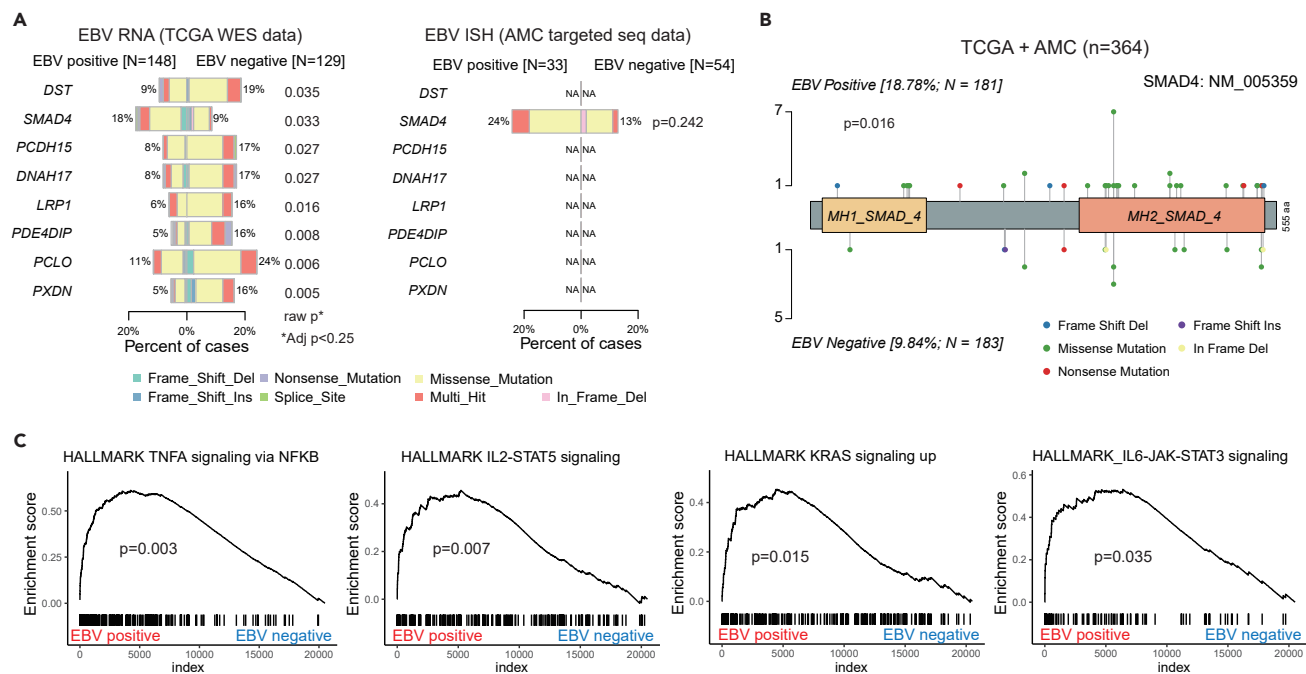 A
EBV RNA (TCGA WES data)
EBV positive [N=148] EBV negative [N=129]
DST 9% 19% 0.035
SMAD4 18% 9% 0.033
PCDH15 8% 17% 0.027
DNAH17 8% 17% 0.027
LRP1 6% 16% 0.016
PDE4DIP 5% 16% 0.008
PCLO 11% 24% 0.006
PXDN 5% 16% 0.005
raw p*
20% 0% 20%
*Adj p<0.25
Percent of cases
EBV ISH (AMC targeted seq data)
EBV positive [N=33] EBV negative [N=54]
DST NA NA
SMAD4 24% 13% p=0.242
PCDH15 NA NA
DNAH17 NA NA
LRP1 NA NA
PDE4DIP NA NA
PCLO NA NA
PXDN NA NA
20% 0% 20%
Percent of cases
Frame_Shift_Del Nonsense_Mutation Missense_Mutation
Frame_Shift_Ins Splice_Site Multi_Hit In_Frame_Del
B
TCGA + AMC (n=364)
EBV Positive [18.78%; N = 181] SMAD4: NM_005359
7
p=0.016
1
MH1_SMAD_4 MH2_SMAD_4 555 aa
1
5
EBV Negative [9.84%; N = 183]
Frame Shift Del Frame Shift Ins
Missense Mutation In Frame Del
Nonsense Mutation
C
HALLMARK TNFA signaling via NFKB
Enrichment score
0.50
0.25
0.00
p=0.003
EBV positive EBV negative
0 5000 10000 15000 20000
index
HALLMARK IL2-STAT5 signaling
Enrichment score
0.4
0.2
0.0
p=0.007
EBV positive EBV negative
0 5000 10000 15000 20000
index
HALLMARK KRAS signaling up
Enrichment score
0.4
0.2
0.0
p=0.015
EBV positive EBV negative
0 5000 10000 15000 20000
index
HALLMARK_IL6-JAK-STAT3 signaling
Enrichment score
0.6
0.4
0.2
0.0
p=0.035
EBV positive EBV negative
0 5000 10000 15000 20000
index